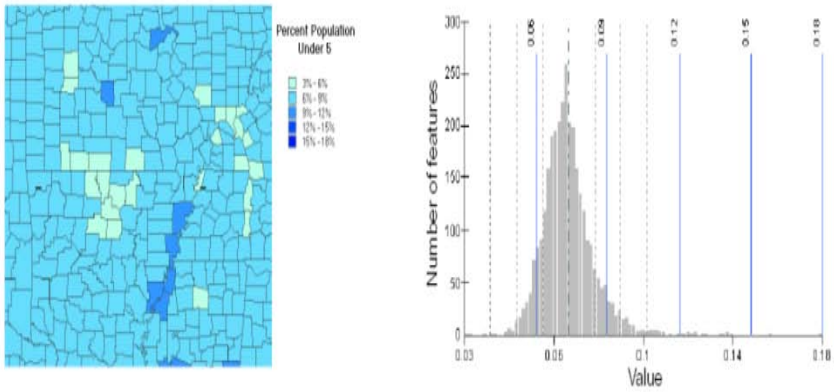 Percent Population
Under 5
3% - 6%
6% - 9%
9% - 12%
12% - 15%
15% - 18%
Number of features
300
250
200
150
100
50
0
0.06
0.09
0.12
0.15
0.18
0.03
0.1
0.14
0.18
Value